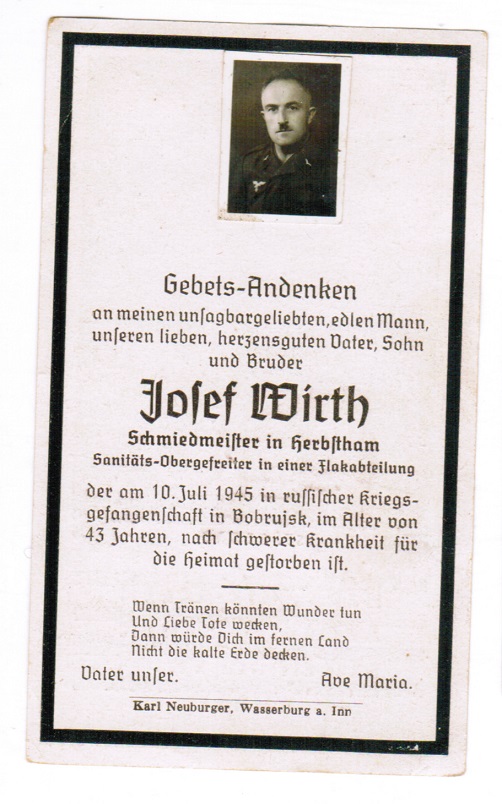 Gebets-Andenken
an meinen unsagbargeliebten, edlen Mann,
unseren lieben, herzensguten Vater, Sohn
und Bruder
Josef Wirth
Schmiedmeister in Herbstham
Sanitäts-Obergefreiter in einer Flakabteilung
der am 10. Juli 1945 in russischer Kriegs-
gefangenschaft in Bobrujsk, im Alter von
43 Jahren, nach schwerer Krankheit für
die Heimat gestorben ist.
Wenn Tränen könnten Wunder tun
Und Liebe Tote wecken,
Dann würde Dich im fernen Land
Nicht die kalte Erde decken.
Vater unser. Ave Maria.
Karl Neuburger, Wasserburg a. Inn